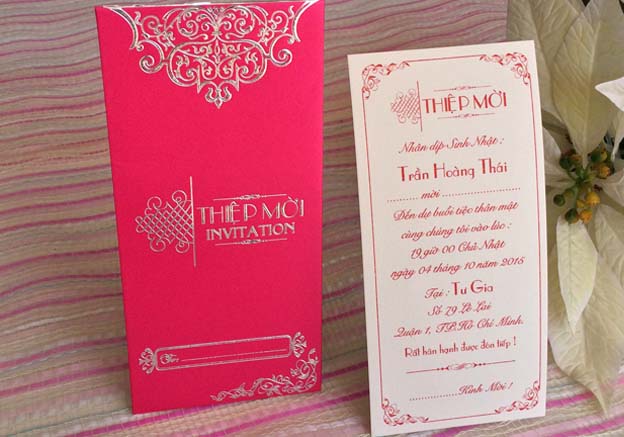 THIỆP MỜI
INVITATION
THIỆP MỜI
Nhân dịp Sinh Nhật :
Trần Hoàng Thái
............... mời ...............
Đến dự buổi tiệc thân mật
cùng chúng tôi vào lúc :
19 giờ 00 Chủ Nhật
ngày 04 tháng 10 năm 2015
Tại : Tư Gia
Số 79 Lê Lai
Quận 1, TP.Hồ Chí Minh.
Rất hân hạnh được đón tiếp !
............... Kính Mời !